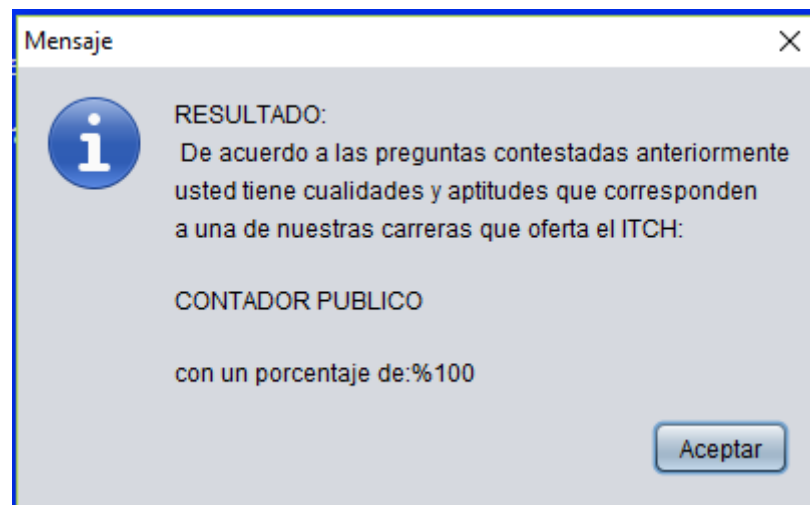 Mensaje
RESULTADO:
De acuerdo a las preguntas contestadas anteriormente
usted tiene cualidades y aptitudes que corresponden
a una de nuestras carreras que oferta el ITCH:
CONTADOR PUBLICO
con un porcentaje de:%100
Aceptar